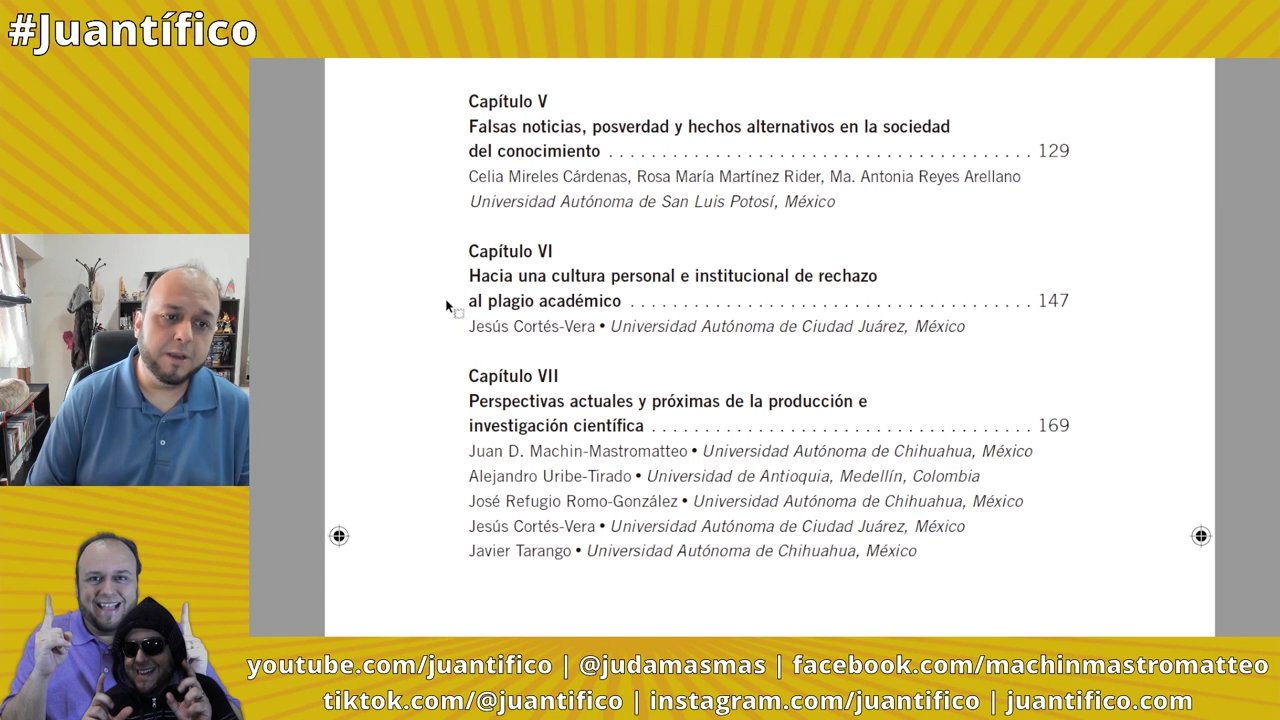 #Juantífico
Capítulo V
Falsas noticias, posverdad y hechos alternativos en la sociedad
del conocimiento . . . . . . . . . . . . . . . . . . . . . . . . . . . . . . . . . 129
Celia Mireles Cárdenas, Rosa María Martínez Rider, Ma. Antonia Reyes Arellano
Universidad Autónoma de San Luis Potosí, México
Capítulo VI
Hacia una cultura personal e institucional de rechazo
al plagio académico . . . . . . . . . . . . . . . . . . . . . . . . . . . . . . . 147
Jesús Cortés-Vera • Universidad Autónoma de Ciudad Juárez, México
Capítulo VII
Perspectivas actuales y próximas de la producción e
investigación científica . . . . . . . . . . . . . . . . . . . . . . . . . . . . . 169
Juan D. Machin-Mastromatteo • Universidad Autónoma de Chihuahua, México
Alejandro Uribe-Tirado • Universidad de Antioquia, Medellín, Colombia
José Refugio Romo-González • Universidad Autónoma de Chihuahua, México
Jesús Cortés-Vera • Universidad Autónoma de Ciudad Juárez, México
Javier Tarango • Universidad Autónoma de Chihuahua, México
youtube.com/juantifico | @judamasmas | facebook.com/machinmastromatteo
tiktok.com/@juantifico | instagram.com/juantifico | juantifico.com